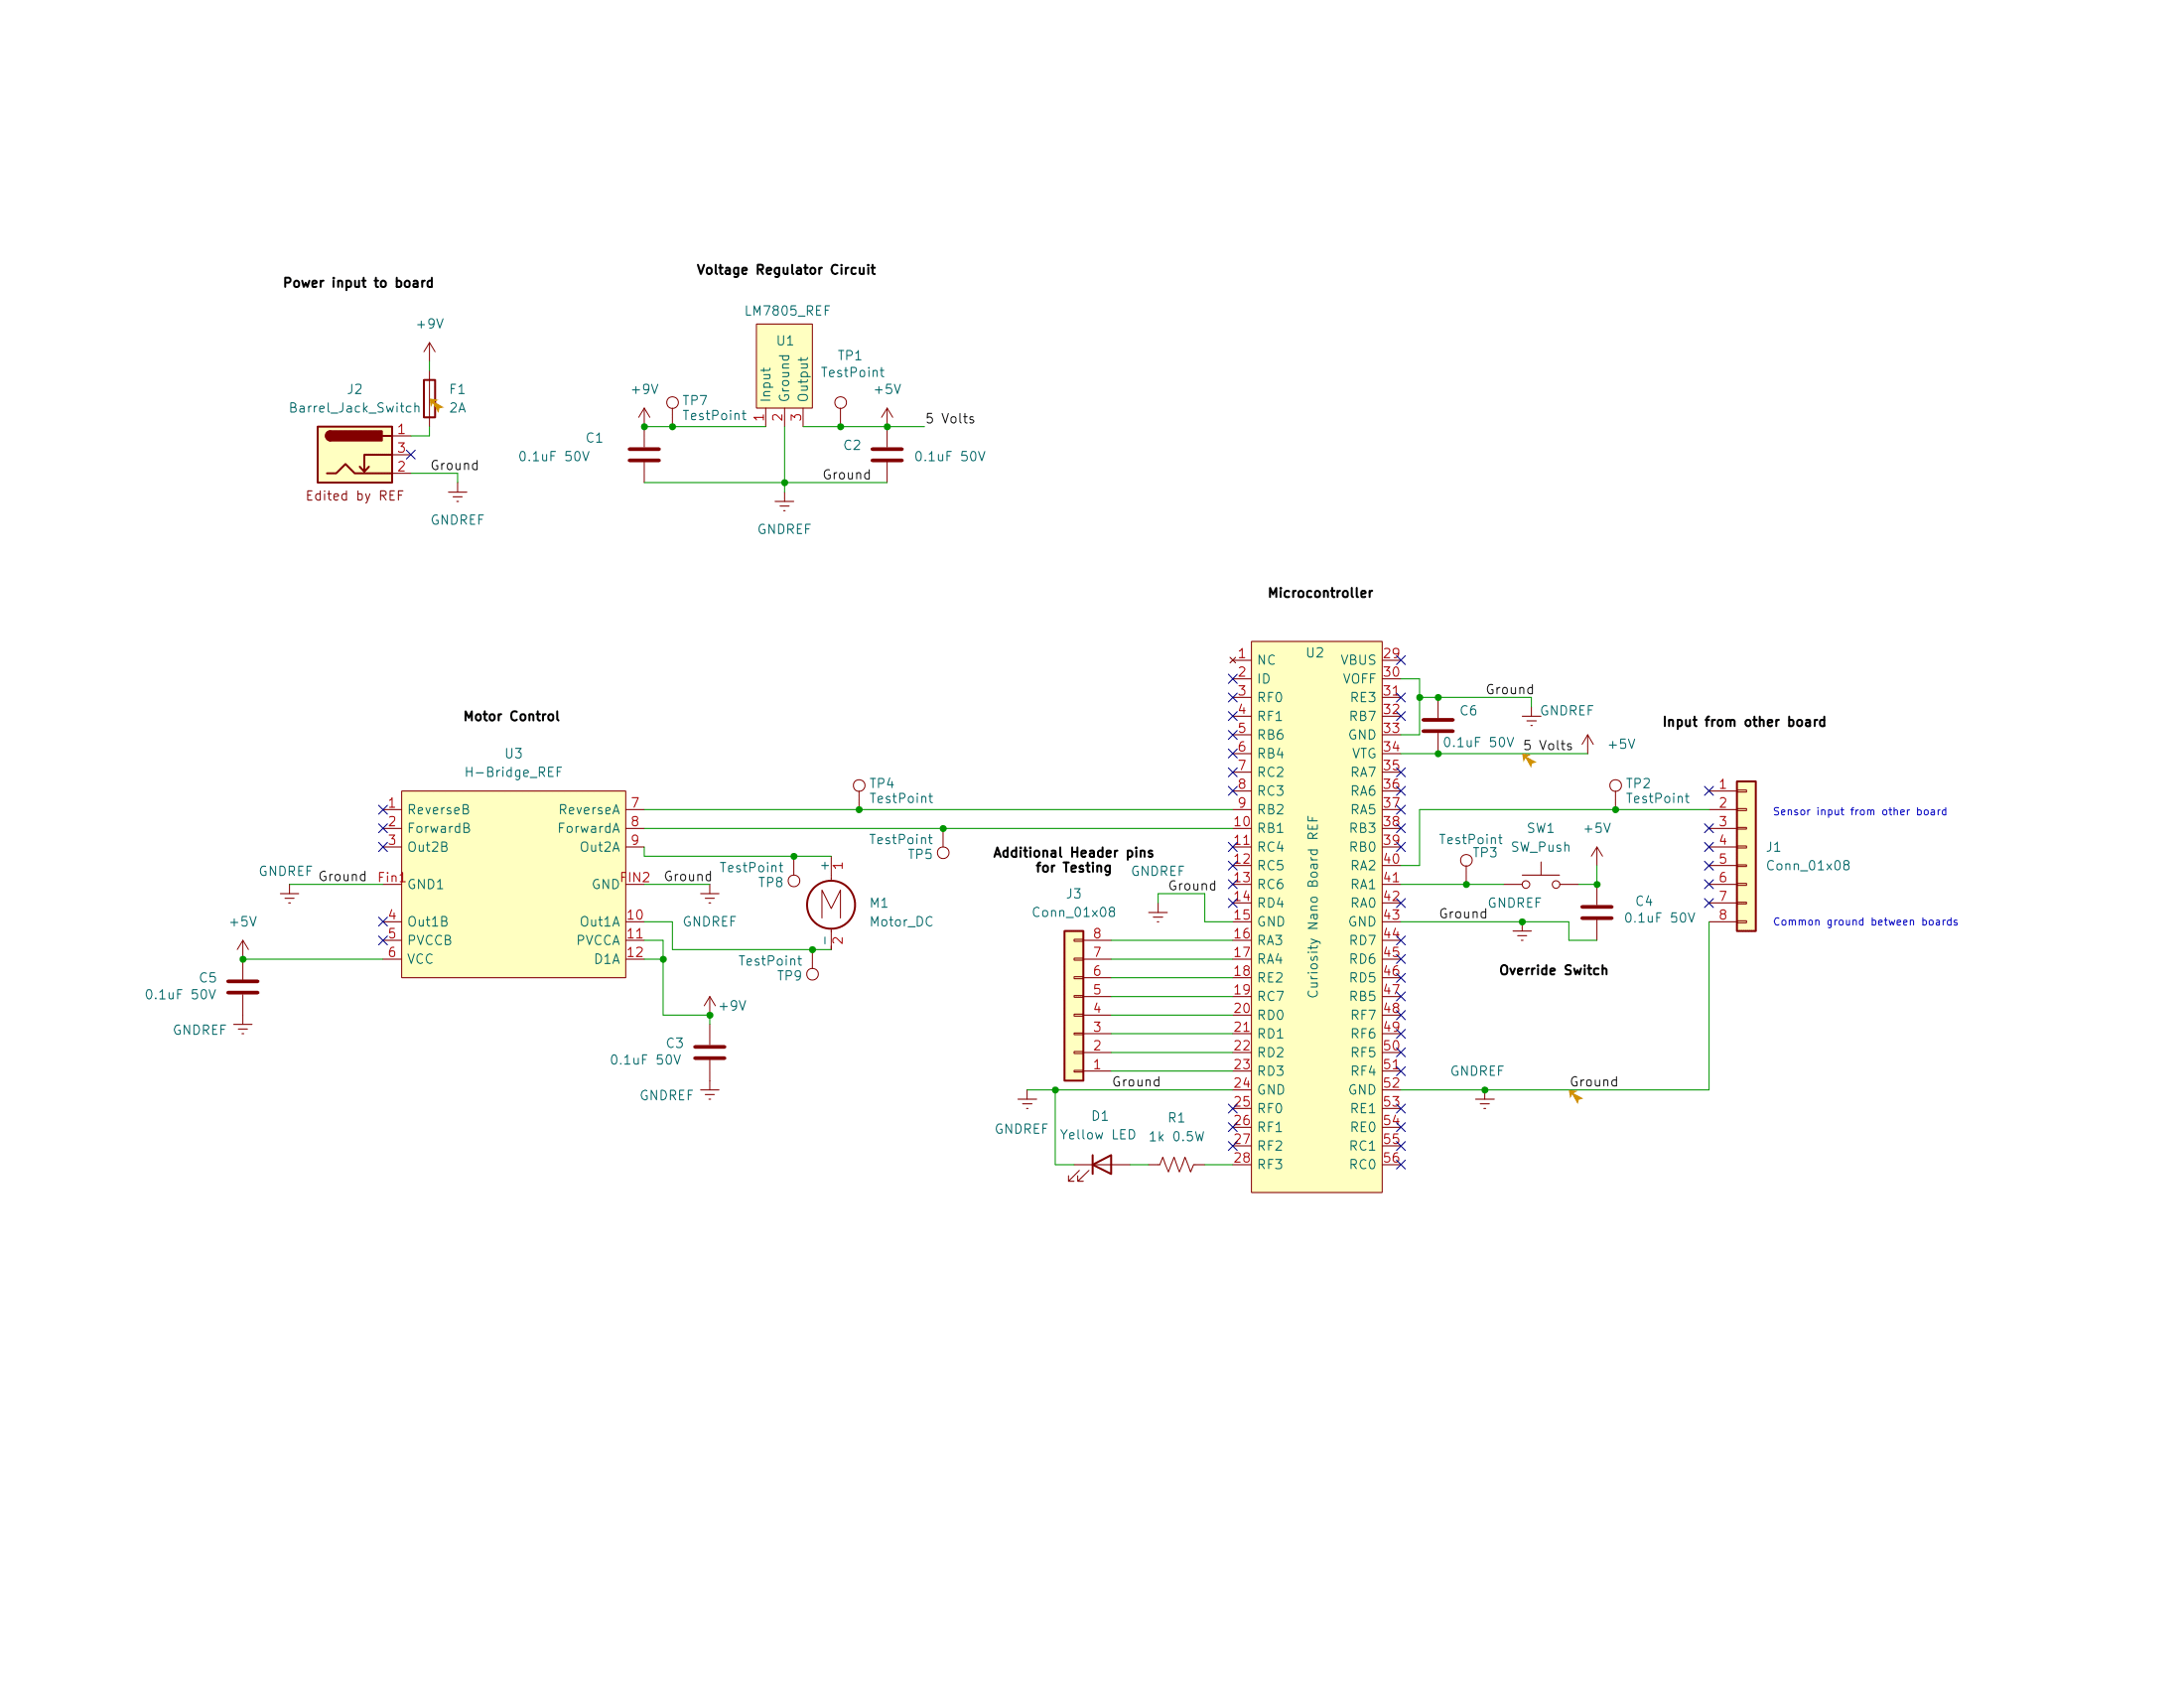 Power input to board
+9V
J2
Barrel_Jack_Switch
F1
2A
1
3
2
Ground
Edited by REF
GNDREF
Voltage Regulator Circuit
LM7805_REF
U1
Input
Ground
Output
1
2
3
TP1
TestPoint
+9V
TP7
TestPoint
+5V
5 Volts
C1
0.1uF 50V
C2
0.1uF 50V
Ground
GNDREF
Motor Control
U3
H-Bridge_REF
1 ReverseB
2 ForwardB
3 Out2B
Fin1 GND1
4 Out1B
5 PVCCB
6 VCC
ReverseA 7
ForwardA 8
Out2A 9
GND FIN2
Out1A 10
PVCCA 11
D1A 12
GNDREF
Ground
+5V
C5
0.1uF 50V
GNDREF
Ground
GNDREF
+9V
C3
0.1uF 50V
GNDREF
TP4
TestPoint
TestPoint
TP5
TestPoint
TP8
TestPoint
TP9
+
1
M
-
2
M1
Motor_DC
Additional Header pins
for Testing
J3
Conn_01x08
8
7
6
5
4
3
2
1
GNDREF
Ground
Ground
GNDREF
D1
Yellow LED
R1
1k 0.5W
Microcontroller
U2
Curiosity Nano Board REF
1 NC
2 ID
3 RF0
4 RF1
5 RB6
6 RB4
7 RC2
8 RC3
9 RB2
10 RB1
11 RC4
12 RC5
13 RC6
14 RD4
15 GND
16 RA3
17 RA4
18 RE2
19 RC7
20 RD0
21 RD1
22 RD2
23 RD3
24 GND
25 RF0
26 RF1
27 RF2
28 RF3
VBUS 29
VOFF 30
RE3 31
RB7 32
GND 33
VTG 34
RA7 35
RA6 36
RA5 37
RB3 38
RB0 39
RA2 40
RA1 41
RA0 42
GND 43
RD7 44
RD6 45
RD5 46
RB5 47
RF7 48
RF6 49
RF5 50
RF4 51
GND 52
RE1 53
RE0 54
RC1 55
RC0 56
Ground
C6
GNDREF
0.1uF 50V
5 Volts
+5V
Input from other board
TP2
TestPoint
TestPoint
TP3
SW1
SW_Push
+5V
GNDREF
Ground
C4
0.1uF 50V
Override Switch
GNDREF
Ground
1
2
3
4
5
6
7
8
J1
Conn_01x08
Sensor input from other board
Common ground between boards